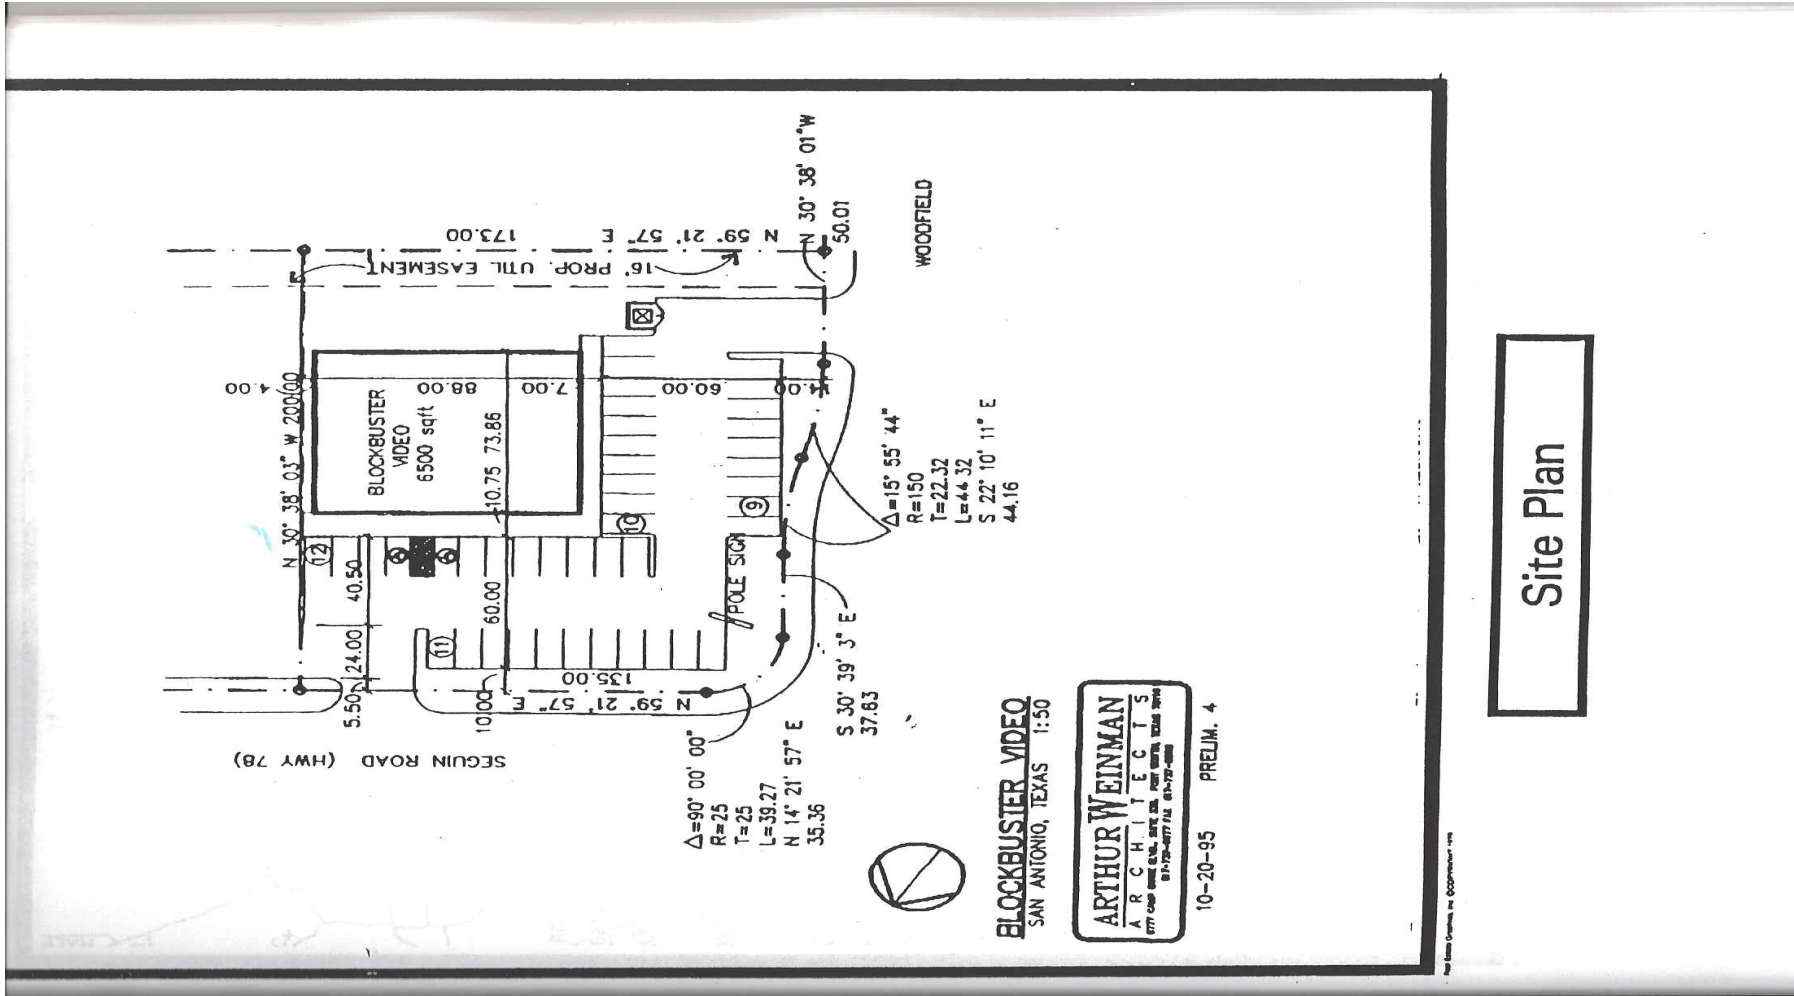 N 59° 21' 57" E
173.00
16' PROP. UTIL EASEMENT
N 30° 38' 01" W
50.01
WOODFIELD
N 30° 38' 03" W 200.00
4.00
88.00
7.00
60.00
BLOCKBUSTER
VIDEO
6500 sqft
10.75 73.86
12
10
9
11
40.50
24.00
5.50
60.00
10.00
POLE SIGN
135.00
N 59° 21' 57" E
SEGUIN ROAD (HWY 78)
Δ=15° 55' 44"
R=150
T=22.32
L=44.32
S 22° 10' 11" E
44.16
S 30° 39' 3" E
37.63
Δ=90° 00' 00"
R=25
T=25
L=39.27
N 14° 21' 57" E
35.36
BLOCKBUSTER VIDEO
SAN ANTONIO, TEXAS 1:50
ARTHUR WEINMAN
ARCHITECTS
10-20-95 PRELIM. 4
Site Plan